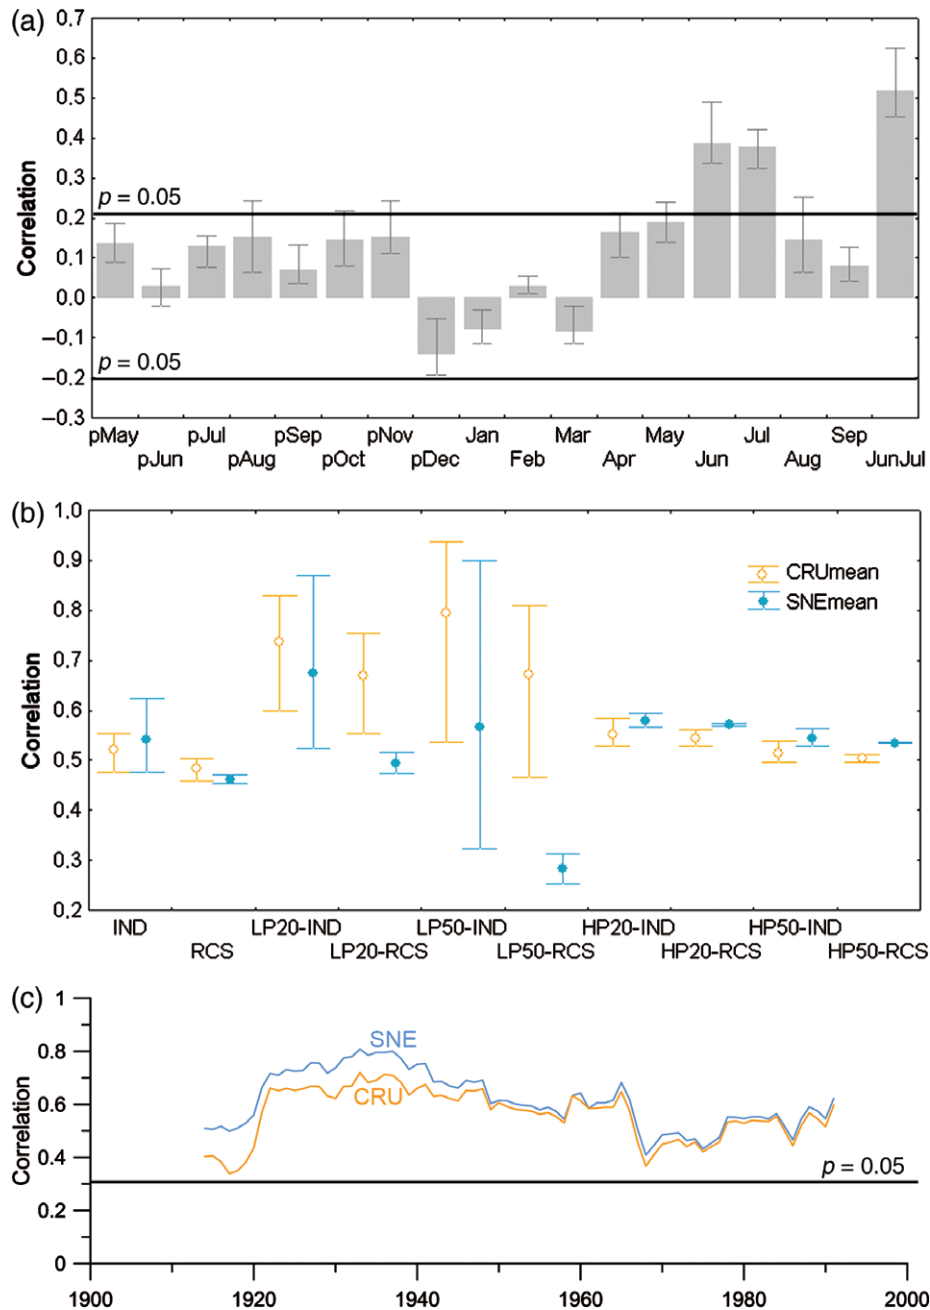 (a)
0.7
0.6
0.5
0.4
0.3
0.2
0.1
0.0
–0.1
–0.2
–0.3
Correlation
p = 0.05
p = 0.05
pMay pJul pSep pNov Jan Mar May Jul Sep
pJun pAug pOct pDec Feb Apr Jun Aug JunJul
(b)
1.0
0.9
0.8
0.7
0.6
0.5
0.4
0.3
0.2
Correlation
CRUmean
SNEmean
IND LP20-IND LP50-IND HP20-IND HP50-IND
RCS LP20-RCS LP50-RCS HP20-RCS HP50-RCS
(c)
1
0.8
0.6
0.4
0.2
0
Correlation
SNE
CRU
p = 0.05
1900 1920 1940 1960 1980 2000